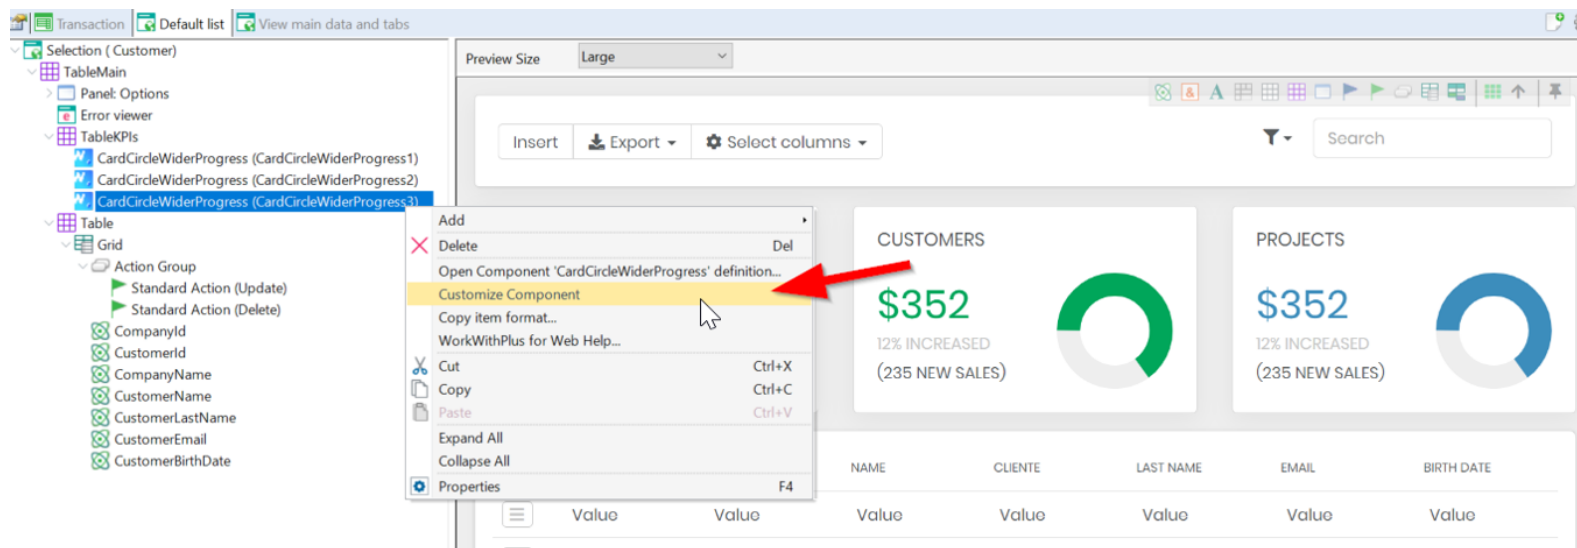 Transaction
Default list
View main data and tabs
Selection ( Customer)
TableMain
Panel: Options
Error viewer
TableKPIs
CardCircleWiderProgress (CardCircleWiderProgress1)
CardCircleWiderProgress (CardCircleWiderProgress2)
CardCircleWiderProgress (CardCircleWiderProgress3)
Table
Grid
Action Group
Standard Action (Update)
Standard Action (Delete)
CompanyId
CustomerId
CompanyName
CustomerName
CustomerLastName
CustomerEmail
CustomerBirthDate
Add
Delete Del
Open Component 'CardCircleWiderProgress' definition...
Customize Component
Copy item format...
WorkWithPlus for Web Help...
Cut Ctrl+X
Copy Ctrl+C
Paste Ctrl+V
Expand All
Collapse All
Properties F4
Preview Size Large
Insert Export Select columns Search
CUSTOMERS
$352
12% INCREASED
(235 NEW SALES)
PROJECTS
$352
12% INCREASED
(235 NEW SALES)
NAME CLIENTE LAST NAME EMAIL BIRTH DATE
Value Value Value Value Value Value Value